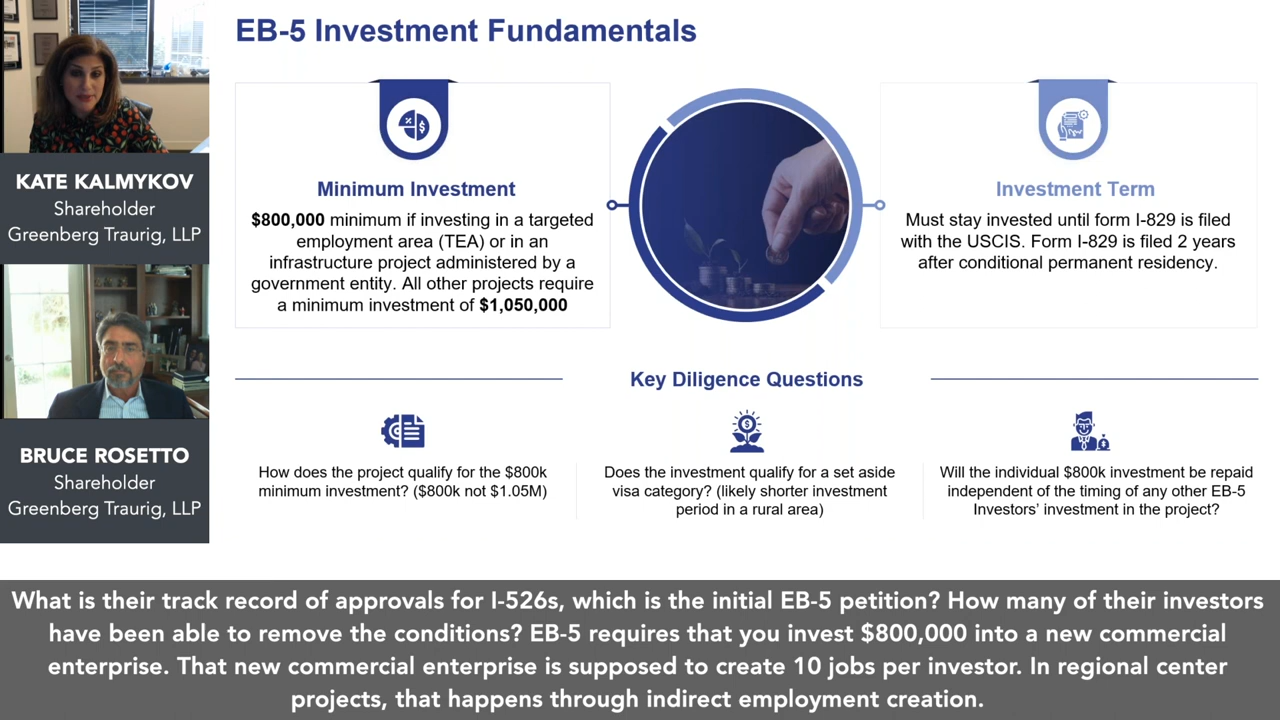 EB-5 Investment Fundamentals
KATE KALMYKOV
Shareholder
Greenberg Traurig, LLP
BRUCE ROSETTO
Shareholder
Greenberg Traurig, LLP
Minimum Investment
$800,000 minimum if investing in a targeted
employment area (TEA) or in an
infrastructure project administered by a
government entity. All other projects require
a minimum investment of $1,050,000
Investment Term
Must stay invested until form I-829 is filed
with the USCIS. Form I-829 is filed 2 years
after conditional permanent residency.
Key Diligence Questions
How does the project qualify for the $800k
minimum investment? ($800k not $1.05M)
Does the investment qualify for a set aside
visa category? (likely shorter investment
period in a rural area)
Will the individual $800k investment be repaid
independent of the timing of any other EB-5
Investors' investment in the project?
What is their track record of approvals for I-526s, which is the initial EB-5 petition? How many of their investors
have been able to remove the conditions? EB-5 requires that you invest $800,000 into a new commercial
enterprise. That new commercial enterprise is supposed to create 10 jobs per investor. In regional center
projects, that happens through indirect employment creation.